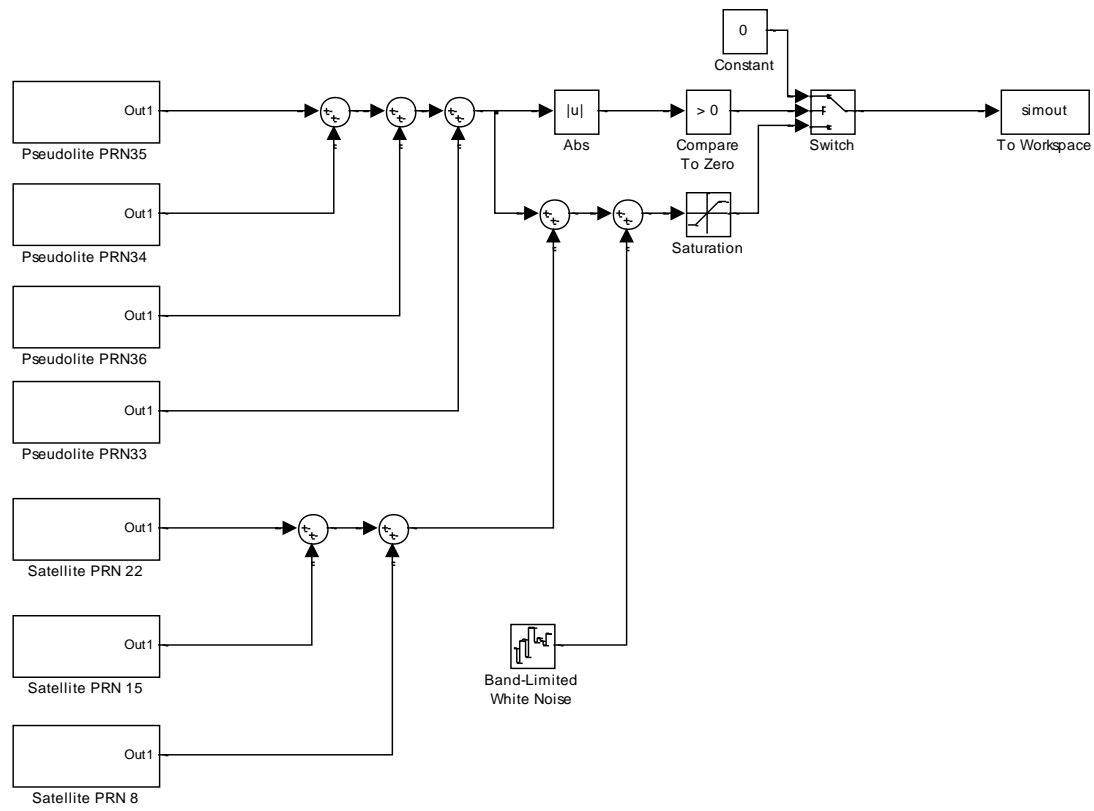 0
Constant
Out1
Pseudolite PRN35
|u|
Abs
> 0
Compare
To Zero
Switch
simout
To Workspace
Out1
Pseudolite PRN34
Saturation
Out1
Pseudolite PRN36
Out1
Pseudolite PRN33
Out1
Satellite PRN 22
Out1
Satellite PRN 15
Band-Limited
White Noise
Out1
Satellite PRN 8